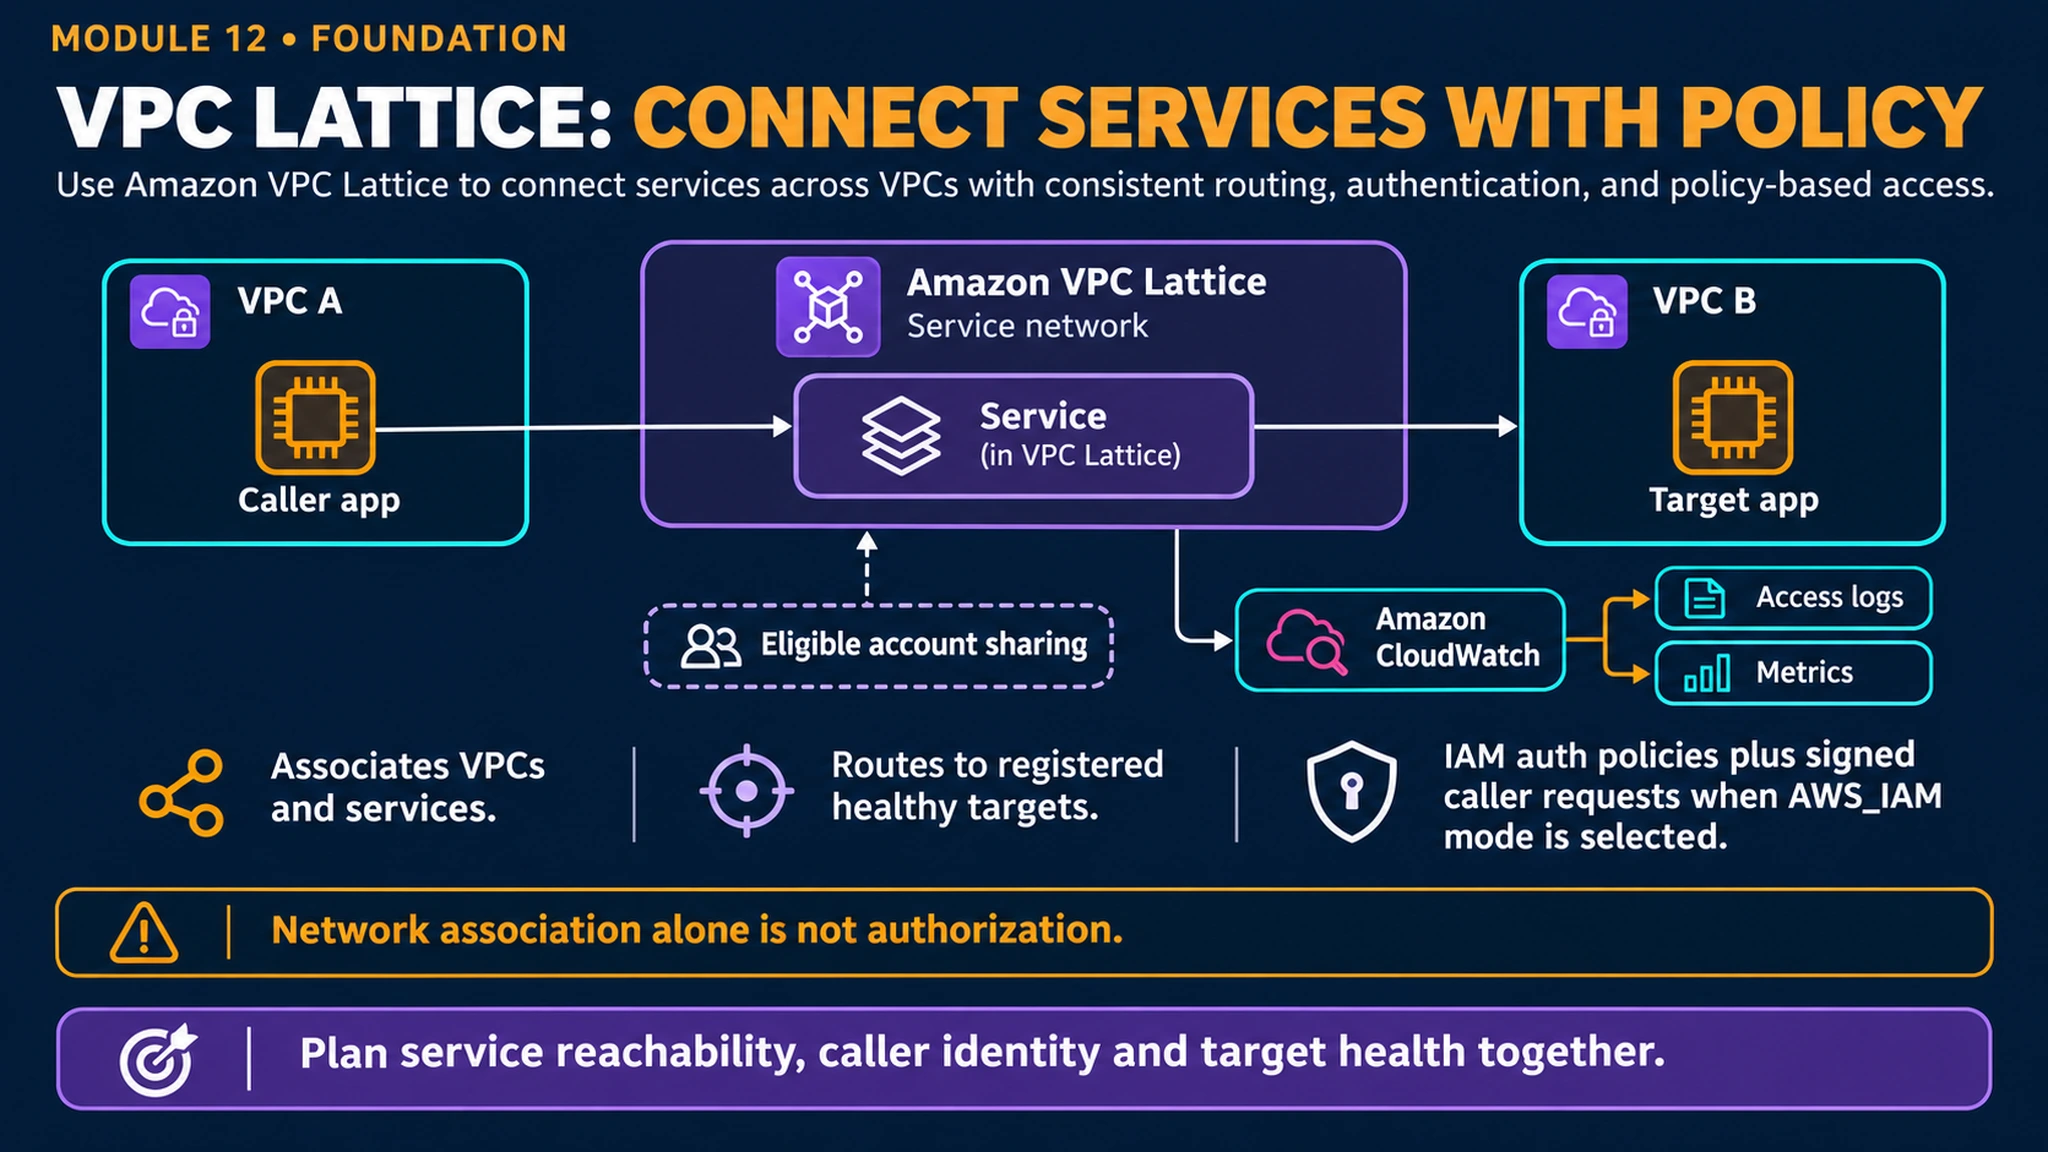 MODULE 12 • FOUNDATION
VPC LATTICE: CONNECT SERVICES WITH POLICY
Use Amazon VPC Lattice to connect services across VPCs with consistent routing, authentication, and policy-based access.
VPC A
Caller app
Amazon VPC Lattice
Service network
Service
(in VPC Lattice)
VPC B
Target app
Eligible account sharing
Amazon
CloudWatch
Access logs
Metrics
Associates VPCs
and services.
Routes to registered
healthy targets.
IAM auth policies plus signed
caller requests when AWS_IAM
mode is selected.
Network association alone is not authorization.
Plan service reachability, caller identity and target health together.